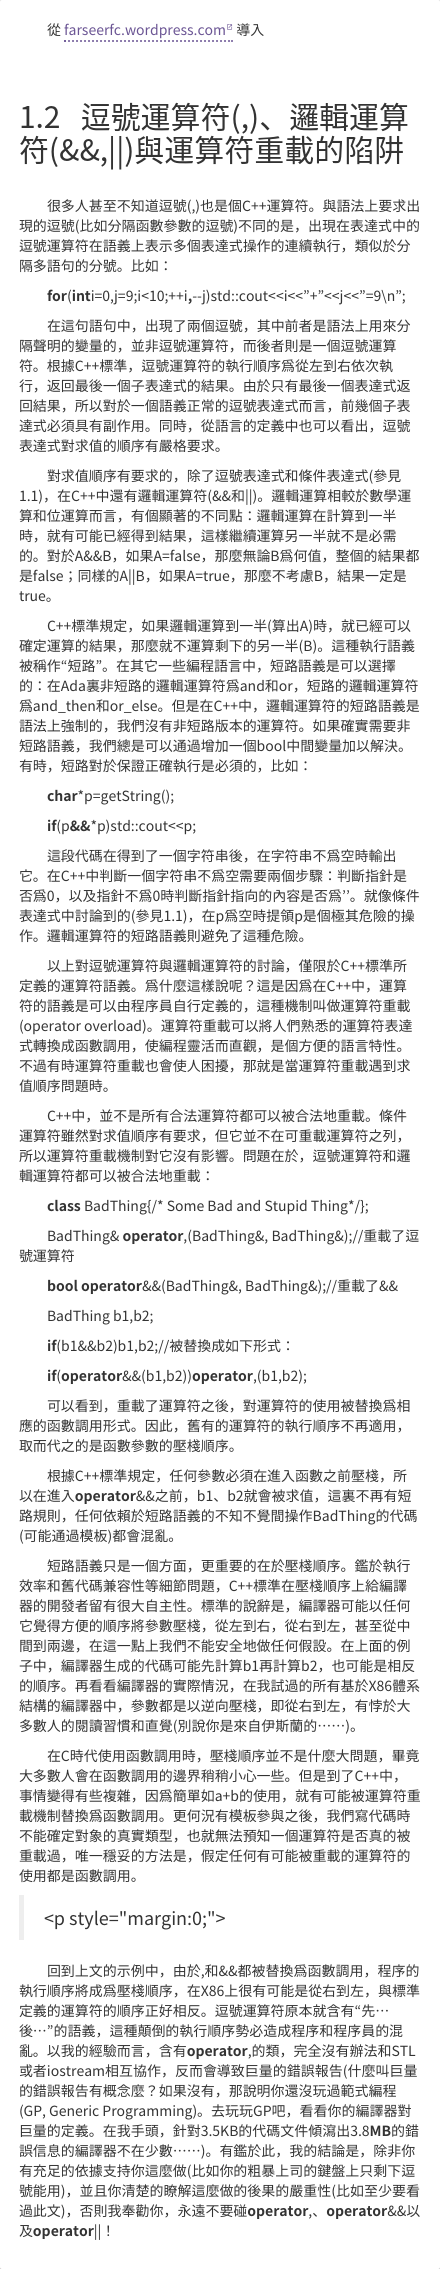 從 farseerfc.wordpress.com 導入
1.2 逗號運算符(,)、邏輯運算
符(&&,||)與運算符重載的陷阱
很多人甚至不知道逗號(,)也是個C++運算符。與語法上要求出
現的逗號(比如分隔函數參數的逗號)不同的是，出現在表達式中的
逗號運算符在語義上表示多個表達式操作的連續執行，類似於分
隔多語句的分號。比如：
for(inti=0,j=9;i<10;++i,--j)std::cout<<i<<”+”<<j<<”=9\n”;
在這句語句中，出現了兩個逗號，其中前者是語法上用來分
隔聲明的變量的，並非逗號運算符，而後者則是一個逗號運算
符。根據C++標準，逗號運算符的執行順序爲從左到右依次執
行，返回最後一個子表達式的結果。由於只有最後一個表達式返
回結果，所以對於一個語義正常的逗號表達式而言，前幾個子表
達式必須具有副作用。同時，從語言的定義中也可以看出，逗號
表達式對求值的順序有嚴格要求。
對求值順序有要求的，除了逗號表達式和條件表達式(參見
1.1)，在C++中還有邏輯運算符(&&和||)。邏輯運算相較於數學運
算和位運算而言，有個顯著的不同點：邏輯運算在計算到一半
時，就有可能已經得到結果，這樣繼續運算另一半就不是必需
的。對於A&&B，如果A=false，那麼無論B爲何值，整個的結果都
是false；同樣的A||B，如果A=true，那麼不考慮B，結果一定是
true。
C++標準規定，如果邏輯運算到一半(算出A)時，就已經可以
確定運算的結果，那麼就不運算剩下的另一半(B)。這種執行語義
被稱作“短路”。在其它一些編程語言中，短路語義是可以選擇
的：在Ada裏非短路的邏輯運算符爲and和or，短路的邏輯運算符
爲and_then和or_else。但是在C++中，邏輯運算符的短路語義是
語法上強制的，我們沒有非短路版本的運算符。如果確實需要非
短路語義，我們總是可以通過增加一個bool中間變量加以解決。
有時，短路對於保證正確執行是必須的，比如：
char*p=getString();
if(p&&*p)std::cout<<p;
這段代碼在得到了一個字符串後，在字符串不爲空時輸出
它。在C++中判斷一個字符串不爲空需要兩個步驟：判斷指針是
否爲0，以及指針不爲0時判斷指針指向的內容是否爲’’。就像條件
表達式中討論到的(參見1.1)，在p爲空時提領p是個極其危險的操
作。邏輯運算符的短路語義則避免了這種危險。
以上對逗號運算符與邏輯運算符的討論，僅限於C++標準所
定義的運算符語義。爲什麼這樣說呢？這是因爲在C++中，運算
符的語義是可以由程序員自行定義的，這種機制叫做運算符重載
(operator overload)。運算符重載可以將人們熟悉的運算符表達
式轉換成函數調用，使編程靈活而直觀，是個方便的語言特性。
不過有時運算符重載也會使人困擾，那就是當運算符重載遇到求
值順序問題時。
C++中，並不是所有合法運算符都可以被合法地重載。條件
運算符雖然對求值順序有要求，但它並不在可重載運算符之列，
所以運算符重載機制對它沒有影響。問題在於，逗號運算符和邏
輯運算符都可以被合法地重載：
class BadThing{/* Some Bad and Stupid Thing*/};
BadThing& operator,(BadThing&, BadThing&);//重載了逗
號運算符
bool operator&&(BadThing&, BadThing&);//重載了&&
BadThing b1,b2;
if(b1&&b2)b1,b2;//被替換成如下形式：
if(operator&&(b1,b2))operator,(b1,b2);
可以看到，重載了運算符之後，對運算符的使用被替換爲相
應的函數調用形式。因此，舊有的運算符的執行順序不再適用，
取而代之的是函數參數的壓棧順序。
根據C++標準規定，任何參數必須在進入函數之前壓棧，所
以在進入operator&&之前，b1、b2就會被求值，這裏不再有短
路規則，任何依賴於短路語義的不知不覺間操作BadThing的代碼
(可能通過模板)都會混亂。
短路語義只是一個方面，更重要的在於壓棧順序。鑑於執行
效率和舊代碼兼容性等細節問題，C++標準在壓棧順序上給編譯
器的開發者留有很大自主性。標準的說辭是，編譯器可能以任何
它覺得方便的順序將參數壓棧，從左到右，從右到左，甚至從中
間到兩邊，在這一點上我們不能安全地做任何假設。在上面的例
子中，編譯器生成的代碼可能先計算b1再計算b2，也可能是相反
的順序。再看看編譯器的實際情況，在我試過的所有基於X86體系
結構的編譯器中，參數都是以逆向壓棧，即從右到左，有悖於大
多數人的閱讀習慣和直覺(別說你是來自伊斯蘭的……)。
在C時代使用函數調用時，壓棧順序並不是什麼大問題，畢竟
大多數人會在函數調用的邊界稍稍小心一些。但是到了C++中，
事情變得有些複雜，因爲簡單如a+b的使用，就有可能被運算符重
載機制替換爲函數調用。更何況有模板參與之後，我們寫代碼時
不能確定對象的真實類型，也就無法預知一個運算符是否真的被
重載過，唯一穩妥的方法是，假定任何有可能被重載的運算符的
使用都是函數調用。
<p style="margin:0;">
回到上文的示例中，由於,和&&都被替換爲函數調用，程序的
執行順序將成爲壓棧順序，在X86上很有可能是從右到左，與標準
定義的運算符的順序正好相反。逗號運算符原本就含有“先…
後…”的語義，這種顛倒的執行順序勢必造成程序和程序員的混
亂。以我的經驗而言，含有operator,的類，完全沒有辦法和STL
或者iostream相互協作，反而會導致巨量的錯誤報告(什麼叫巨量
的錯誤報告有概念麼？如果沒有，那說明你還沒玩過範式編程
(GP, Generic Programming)。去玩玩GP吧，看看你的編譯器對
巨量的定義。在我手頭，針對3.5KB的代碼文件傾瀉出3.8MB的錯
誤信息的編譯器不在少數……)。有鑑於此，我的結論是，除非你
有充足的依據支持你這麼做(比如你的粗暴上司的鍵盤上只剩下逗
號能用)，並且你清楚的瞭解這麼做的後果的嚴重性(比如至少要看
過此文)，否則我奉勸你，永遠不要碰operator,、operator&&以
及operator||！